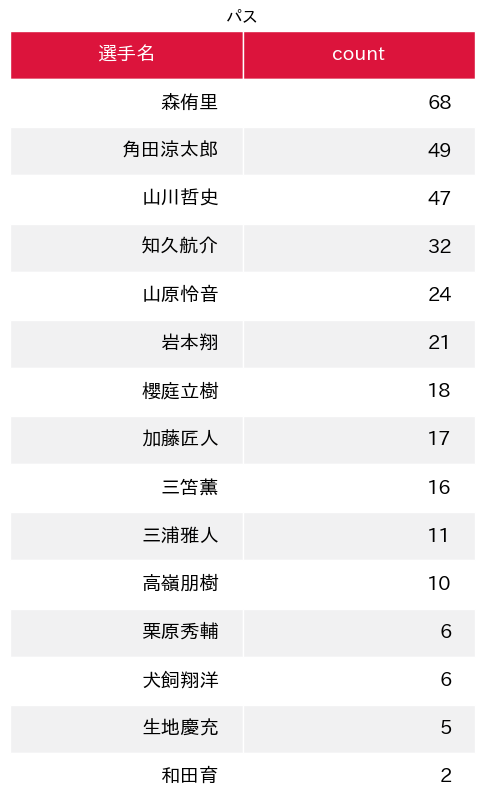 パス
選手名 count
森侑里 68
角田涼太郎 49
山川哲史 47
知久航介 32
山原怜音 24
岩本翔 21
櫻庭立樹 18
加藤匠人 17
三笘薫 16
三浦雅人 11
高嶺朋樹 10
栗原秀輔 6
犬飼翔洋 6
生地慶充 5
和田育 2